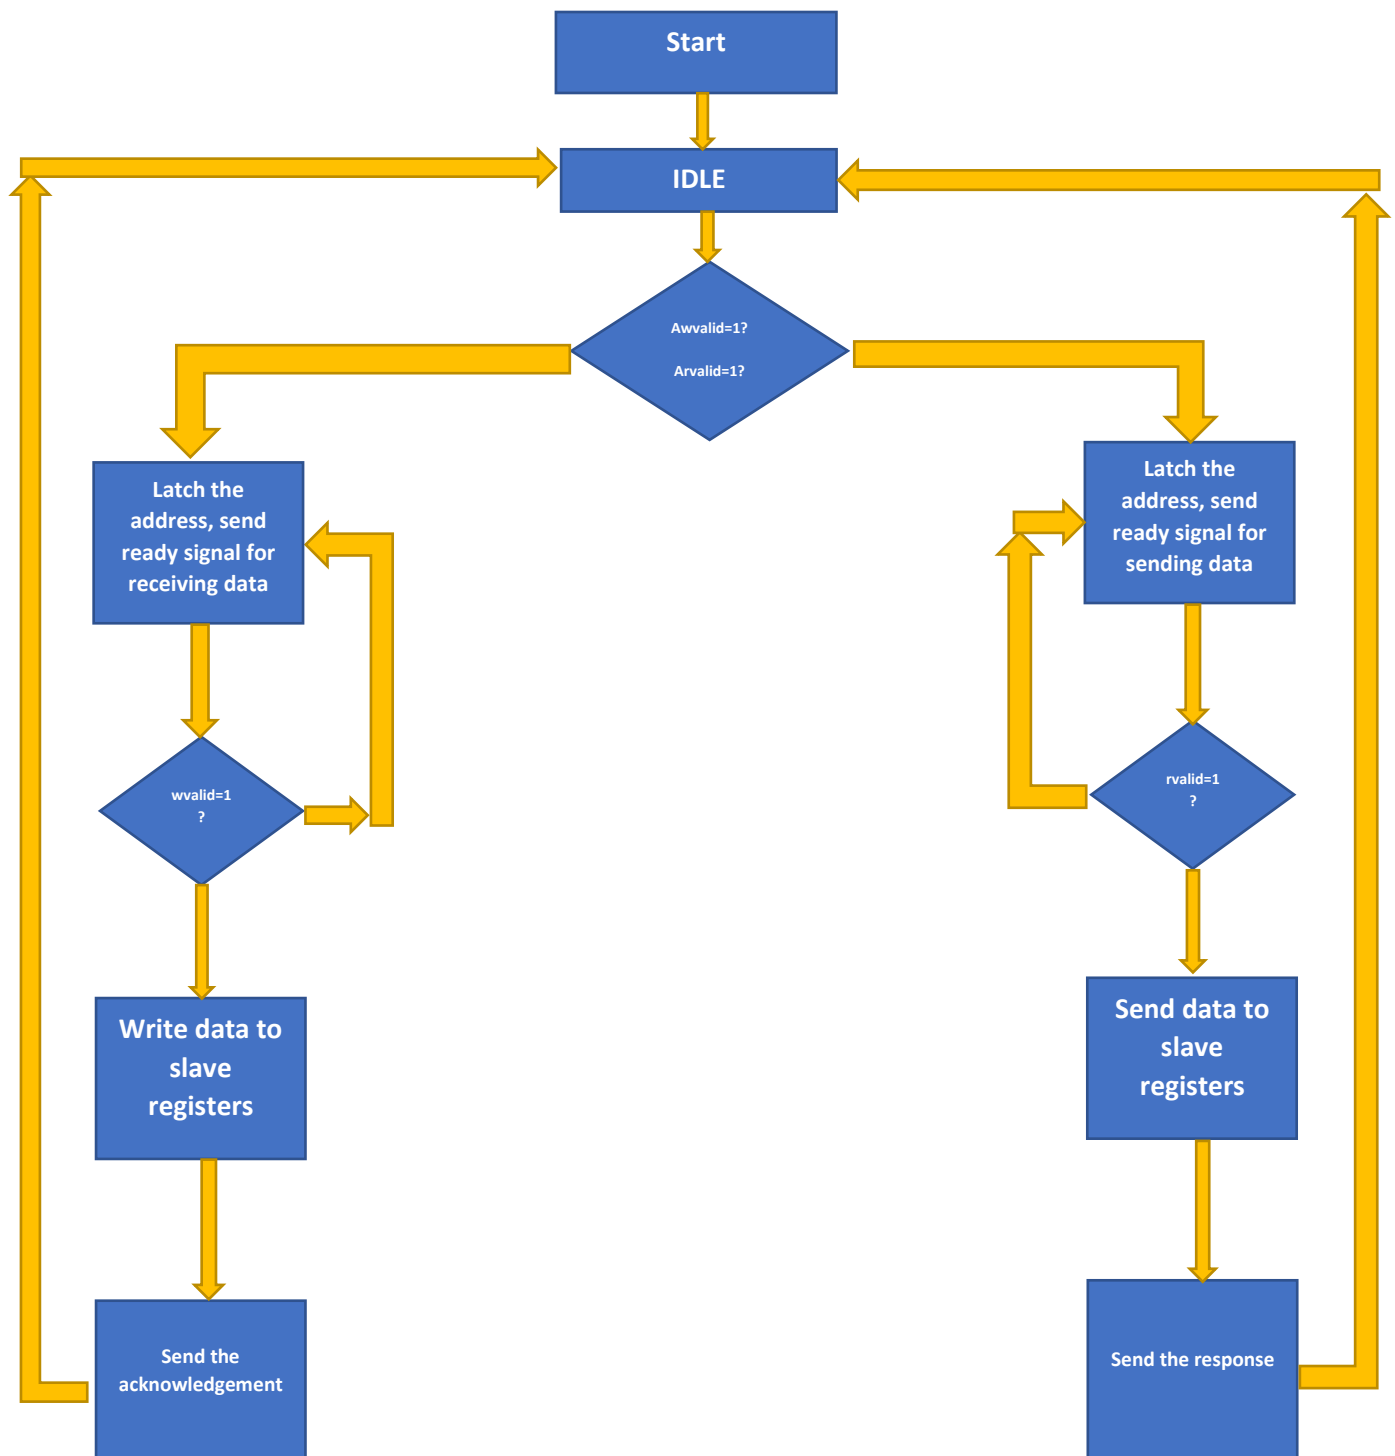 Start
IDLE
Awvalid=1?
Arvalid=1?
Latch the
address, send
ready signal for
receiving data
Latch the
address, send
ready signal for
sending data
wvalid=1
?
rvalid=1
?
Write data to
slave
registers
Send data to
slave
registers
Send the
acknowledgement
Send the response